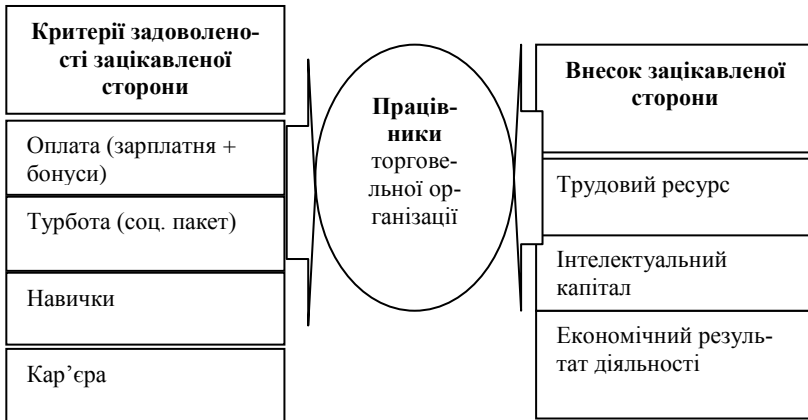 Критерії задоволено-
сті зацікавленої
сторони
Оплата (зарплатня +
бонуси)
Турбота (соц. пакет)
Навички
Кар’єра
Праців-
ники
торгове-
льної ор-
ганізації
Внесок зацікавленої
сторони
Трудовий ресурс
Інтелектуальний
капітал
Економічний резуль-
тат діяльності